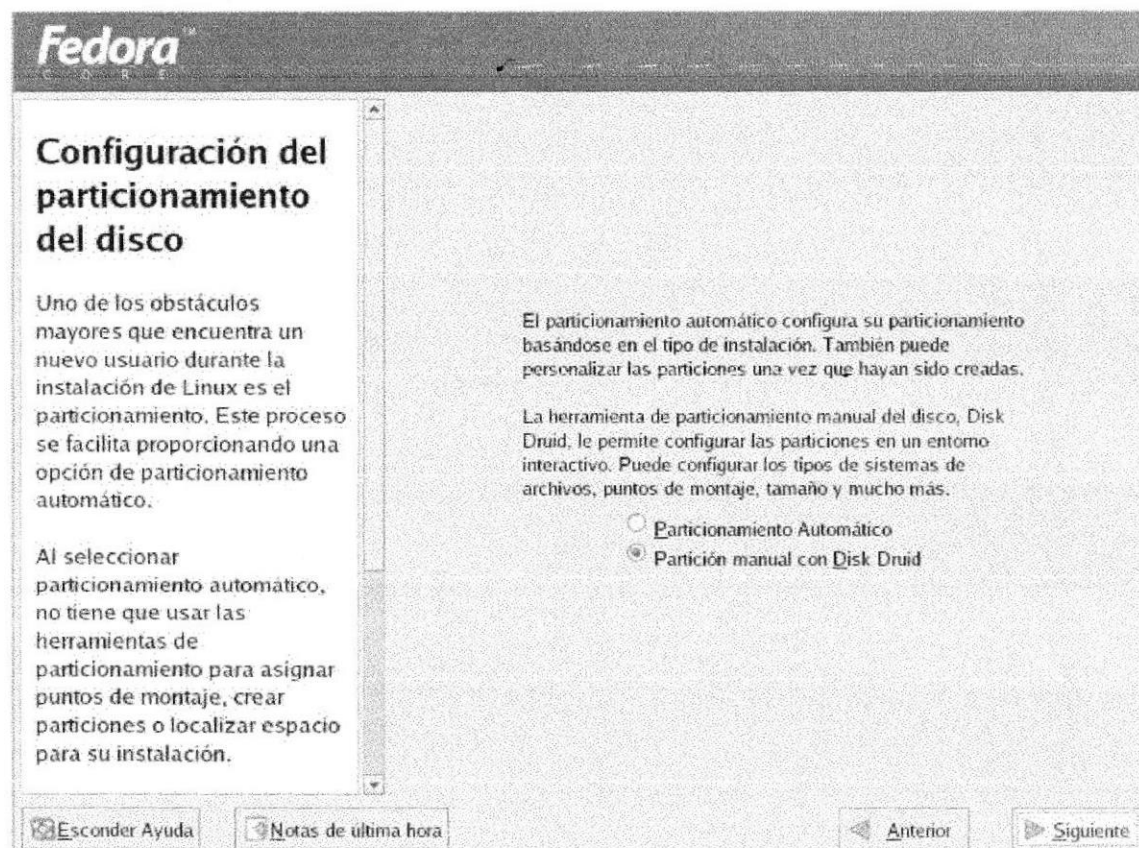 Fedora™
CORE
Configuración del
particionamiento
del disco
Uno de los obstáculos
mayores que encuentra un
nuevo usuario durante la
instalación de Linux es el
particionamiento. Este proceso
se facilita proporcionando una
opción de particionamiento
automático.
Al seleccionar
particionamiento automático,
no tiene que usar las
herramientas de
particionamiento para asignar
puntos de montaje, crear
particiones o localizar espacio
para su instalación.
El particionamiento automático configura su particionamiento
basándose en el tipo de instalación. También puede
personalizar las particiones una vez que hayan sido creadas.
La herramienta de particionamiento manual del disco, Disk
Druid, le permite configurar las particiones en un entorno
interactivo. Puede configurar los tipos de sistemas de
archivos, puntos de montaje, tamaño y mucho más.
Particionamiento Automático
Partición manual con Disk Druid
Esconder Ayuda
Notas de última hora
Anterior
Siguiente